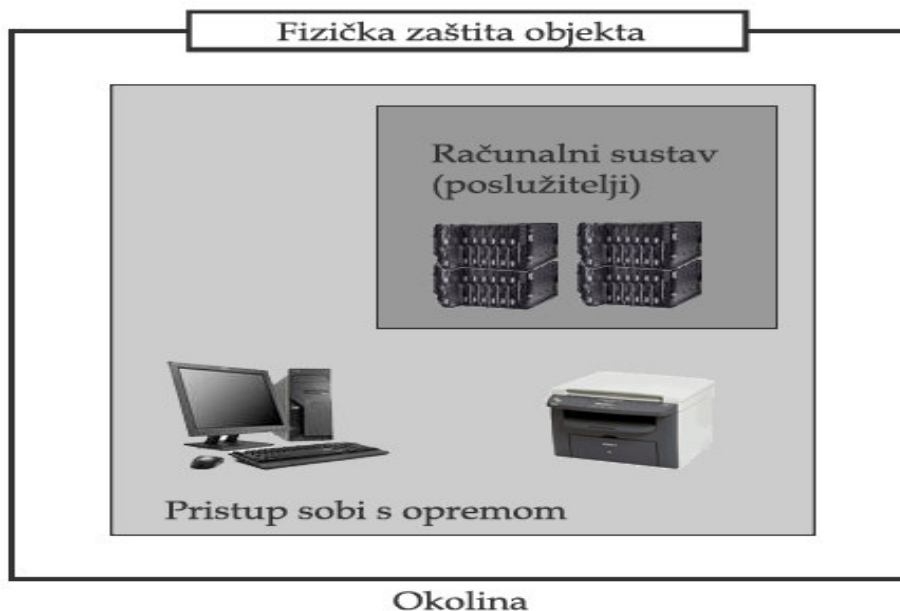 Fizička zaštita objekta
Računalni sustav
(poslužitelji)
Pristup sobi s opremom
Okolina